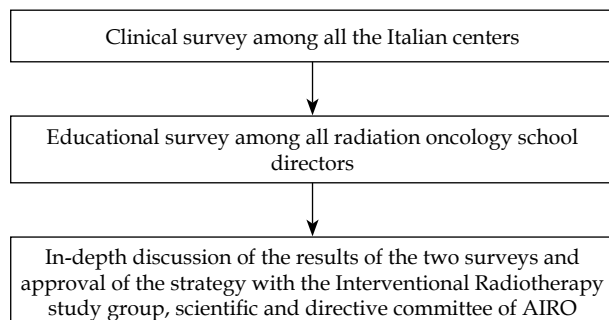 Clinical survey among all the Italian centers
Educational survey among all radiation oncology school
directors
In-depth discussion of the results of the two surveys and
approval of the strategy with the Interventional Radiotherapy
study group, scientific and directive committee of AIRO